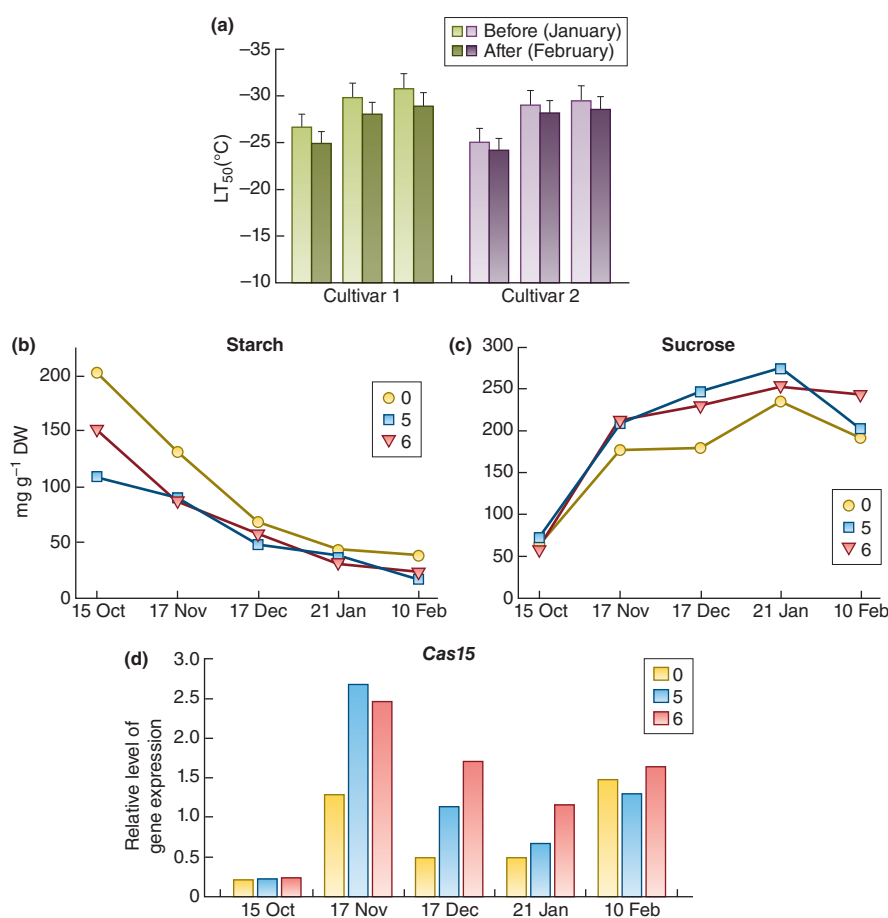 (a)
Before (January)
After (February)
LT50(°C)
–35
–30
–25
–20
–15
–10
Cultivar 1
Cultivar 2
(b)
Starch
mg g–1 DW
200
150
100
50
0
0
5
6
15 Oct
17 Nov
17 Dec
21 Jan
10 Feb
(c)
Sucrose
300
250
200
150
100
50
0
0
5
6
15 Oct
17 Nov
17 Dec
21 Jan
10 Feb
(d)
Cas15
Relative level of
gene expression
3.0
2.5
2.0
1.5
1.0
0.5
0
0
5
6
15 Oct
17 Nov
17 Dec
21 Jan
10 Feb